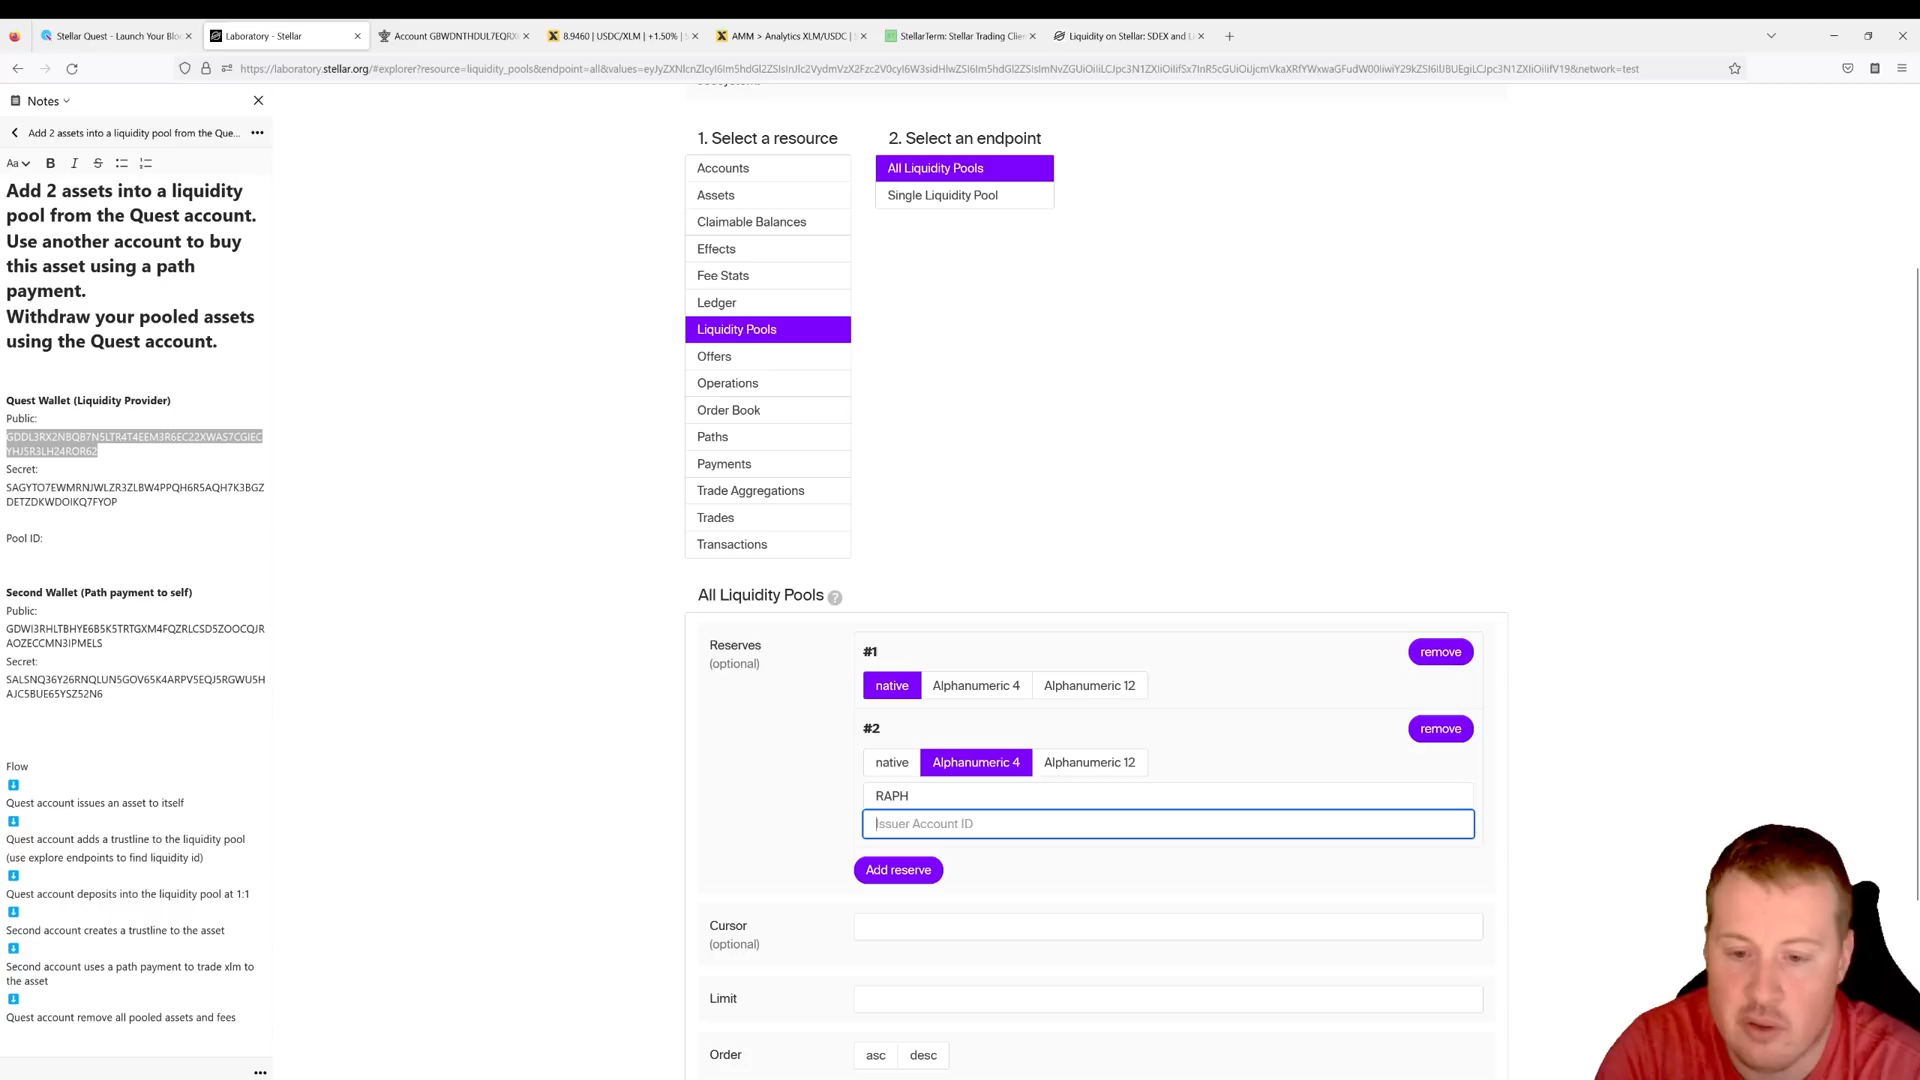 Stellar Quest - Launch Your Bloc
Laboratory - Stellar
Account GBWDNTHDUL7EQRX
8.9460 | USDC/XLM | +1.50% | S
AMM > Analytics XLM/USDC | S
StellarTerm: Stellar Trading Clien
Liquidity on Stellar: SDEX and Li
Notes
Add 2 assets into a liquidity pool from the Que...
Aa B I S
Add 2 assets into a liquidity
pool from the Quest account.
Use another account to buy
this asset using a path
payment.
Withdraw your pooled assets
using the Quest account.
Quest Wallet (Liquidity Provider)
Public:
GDDL3RX2NBQB7N5LTR4T4EEM3R6EC22XWAS7CGIEC
YHJ5R3LH24ROR62
Secret:
SAGYTO7EWMRNJWLZR3ZLBW4PPQH6R5AQH7K3BGZ
DETZDKWDOIKQ7FYOP
Pool ID:
Second Wallet (Path payment to self)
Public:
GDWI3RHLTBHYE6B5K5TRTGXM4FQZRLCSD5ZOOCQJR
AOZECCMN3IPMELS
Secret:
SALSNQ36Y26RNQLUN5GOV65K4ARPV5EQJ5RGWU5H
AJC5BUE65YSZ52N6
Flow
Quest account issues an asset to itself
Quest account adds a trustline to the liquidity pool
(use explore endpoints to find liquidity id)
Quest account deposits into the liquidity pool at 1:1
Second account creates a trustline to the asset
Second account uses a path payment to trade xlm to
the asset
Quest account remove all pooled assets and fees
1. Select a resource
Accounts
Assets
Claimable Balances
Effects
Fee Stats
Ledger
Liquidity Pools
Offers
Operations
Order Book
Paths
Payments
Trade Aggregations
Trades
Transactions
2. Select an endpoint
All Liquidity Pools
Single Liquidity Pool
All Liquidity Pools ?
Reserves
(optional)
#1
remove
native Alphanumeric 4 Alphanumeric 12
#2
remove
native Alphanumeric 4 Alphanumeric 12
RAPH
Issuer Account ID
Add reserve
Cursor
(optional)
Limit
Order
asc desc